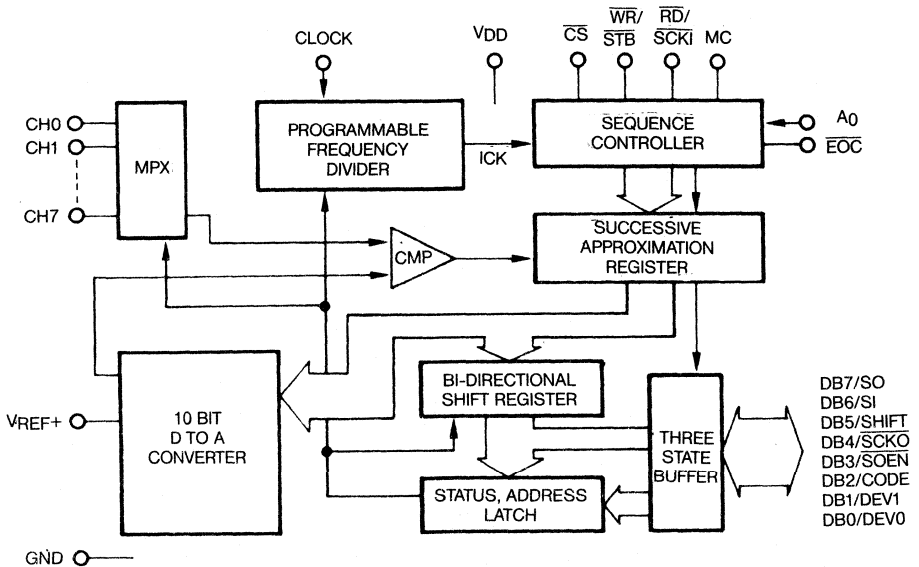 CLOCK
VDD
CS
WR/
STB
RD/
SCKI
MC
CH0
CH1
CH7
MPX
PROGRAMMABLE
FREQUENCY
DIVIDER
ICK
SEQUENCE
CONTROLLER
A0
EOC
CMP
SUCCESSIVE
APPROXIMATION
REGISTER
VREF+
10 BIT
D TO A
CONVERTER
BI-DIRECTIONAL
SHIFT REGISTER
STATUS, ADDRESS
LATCH
THREE
STATE
BUFFER
DB7/SO
DB6/SI
DB5/SHIFT
DB4/SCKO
DB3/SOEN
DB2/CODE
DB1/DEV1
DB0/DEV0
GND